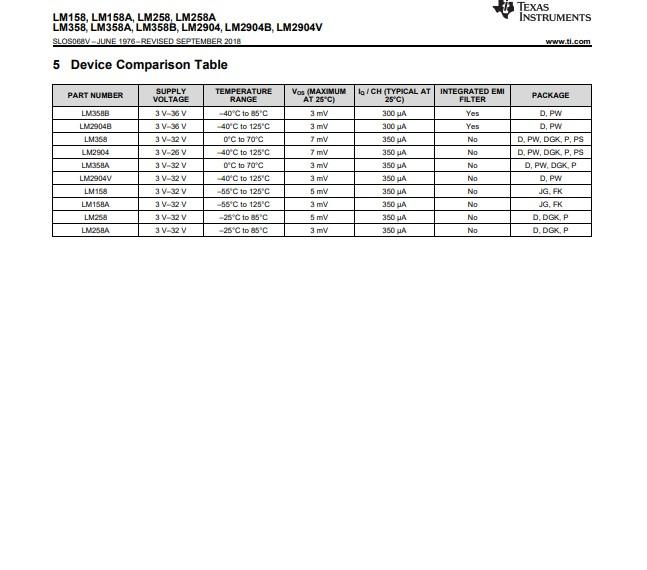 LM158, LM158A, LM258, LM258A
LM358, LM358A, LM358B, LM2904, LM2904B, LM2904V
SLOS068V – JUNE 1976 – REVISED SEPTEMBER 2018
TEXAS
INSTRUMENTS
www.ti.com
5 Device Comparison Table
PART NUMBER SUPPLY VOLTAGE TEMPERATURE RANGE VOS (MAXIMUM AT 25°C) IQ / CH (TYPICAL AT 25°C) INTEGRATED EMI FILTER PACKAGE
LM358B 3 V–36 V –40°C to 85°C 3 mV 300 µA Yes D, PW
LM2904B 3 V–36 V –40°C to 125°C 3 mV 300 µA Yes D, PW
LM358 3 V–32 V 0°C to 70°C 7 mV 350 µA No D, PW, DGK, P, PS
LM2904 3 V–26 V –40°C to 125°C 7 mV 350 µA No D, PW, DGK, P, PS
LM358A 3 V–32 V 0°C to 70°C 3 mV 350 µA No D, PW, DGK, P
LM2904V 3 V–32 V –40°C to 125°C 3 mV 350 µA No D, PW
LM158 3 V–32 V –55°C to 125°C 5 mV 350 µA No JG, FK
LM158A 3 V–32 V –55°C to 125°C 3 mV 350 µA No JG, FK
LM258 3 V–32 V –25°C to 85°C 5 mV 350 µA No D, DGK, P
LM258A 3 V–32 V –25°C to 85°C 3 mV 350 µA No D, DGK, P